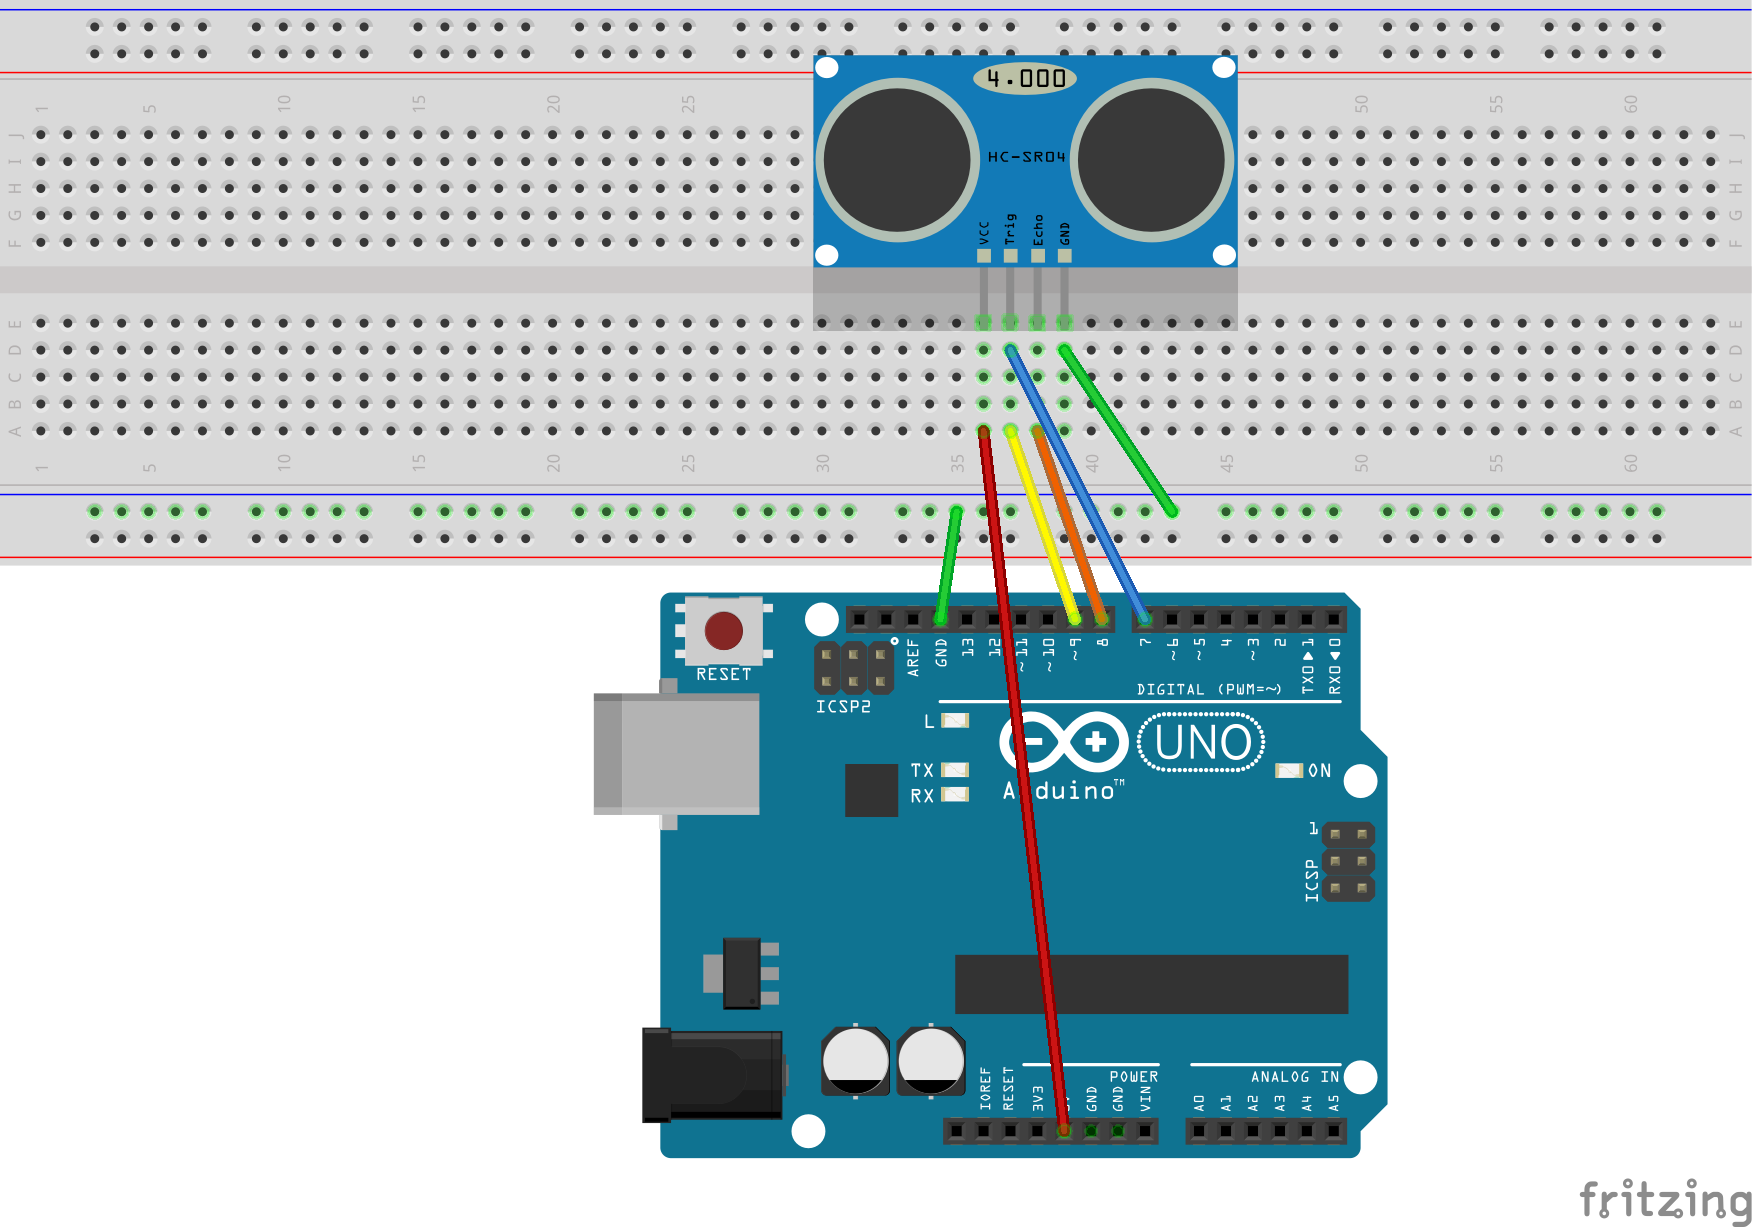 1 5 10 15 20 25 50 55 60
J J
I I
H H
G G
F F
4.000
HC-SR04
VCC Trig Echo GND
E E
D D
C C
B B
A A
1 5 10 15 20 25 30 35 40 45 50 55 60
RESET
ICSP2
AREF GND 13 12 ~11 ~10 ~9 8 7 ~6 ~5 4 ~3 2 TX0▶1 RX0◀0
DIGITAL (PWM=~)
L
TX
RX
UNO
ON
Arduino™
1
ICSP
POWER
ANALOG IN
IOREF RESET 3V3 GND GND VIN A0 A1 A2 A3 A4 A5
fritzing